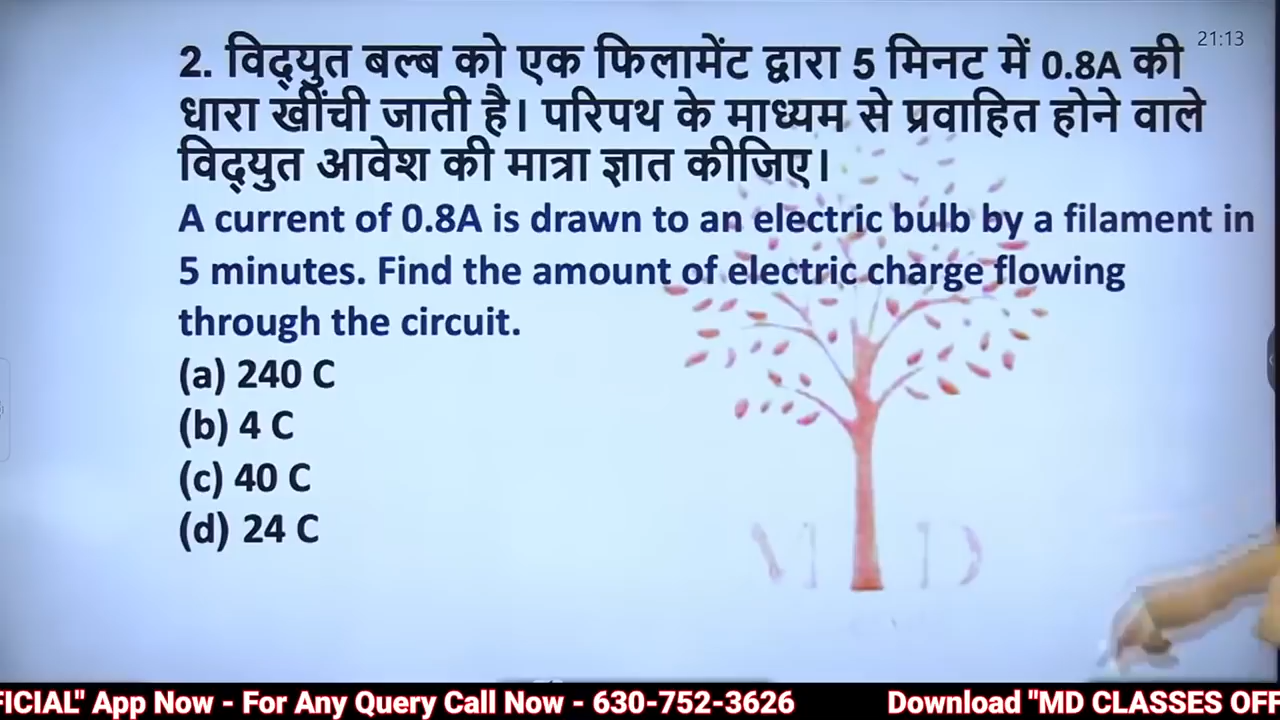 21:13
2. विद्युत बल्ब को एक फिलामेंट द्वारा 5 मिनट में 0.8A की
धारा खींची जाती है। परिपथ के माध्यम से प्रवाहित होने वाले
विद्युत आवेश की मात्रा ज्ञात कीजिए।
A current of 0.8A is drawn to an electric bulb by a filament in
5 minutes. Find the amount of electric charge flowing
through the circuit.
(a) 240 C
(b) 4 C
(c) 40 C
(d) 24 C
FICIAL" App Now - For Any Query Call Now - 630-752-3626 Download "MD CLASSES OFF